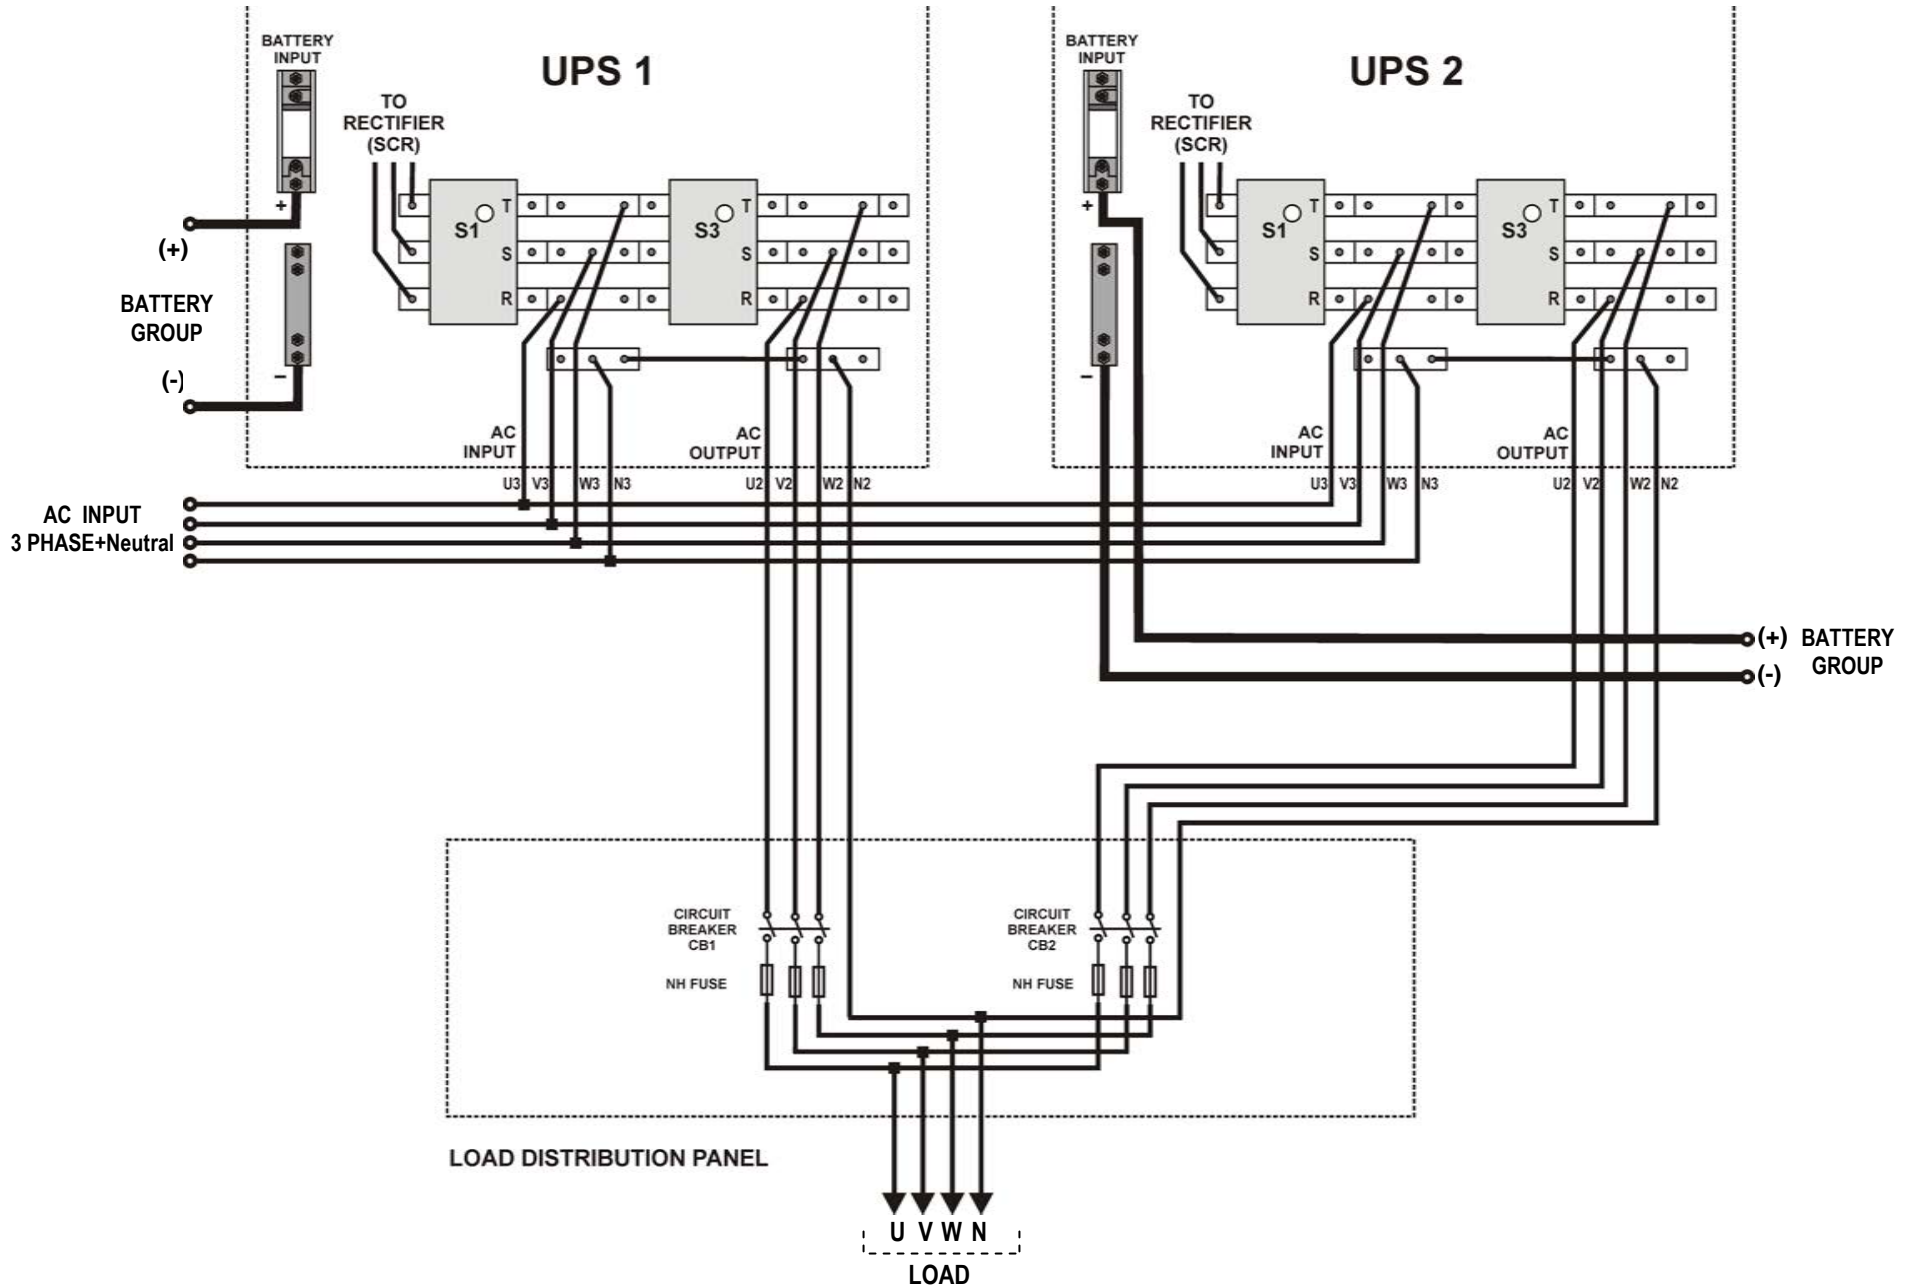 BATTERY
INPUT
UPS 1
TO
RECTIFIER
(SCR)
S1
T
S
R
S3
T
S
R
+
(+)
BATTERY
GROUP
(-)
−
AC
INPUT
AC
OUTPUT
U3 V3 W3 N3
U2 V2 W2 N2
BATTERY
INPUT
UPS 2
TO
RECTIFIER
(SCR)
S1
T
S
R
S3
T
S
R
+
−
AC
INPUT
AC
OUTPUT
U3 V3 W3 N3
U2 V2 W2 N2
AC INPUT
3 PHASE+Neutral
(+) BATTERY
GROUP
(-)
CIRCUIT
BREAKER
CB1
NH FUSE
CIRCUIT
BREAKER
CB2
NH FUSE
LOAD DISTRIBUTION PANEL
U V W N
LOAD